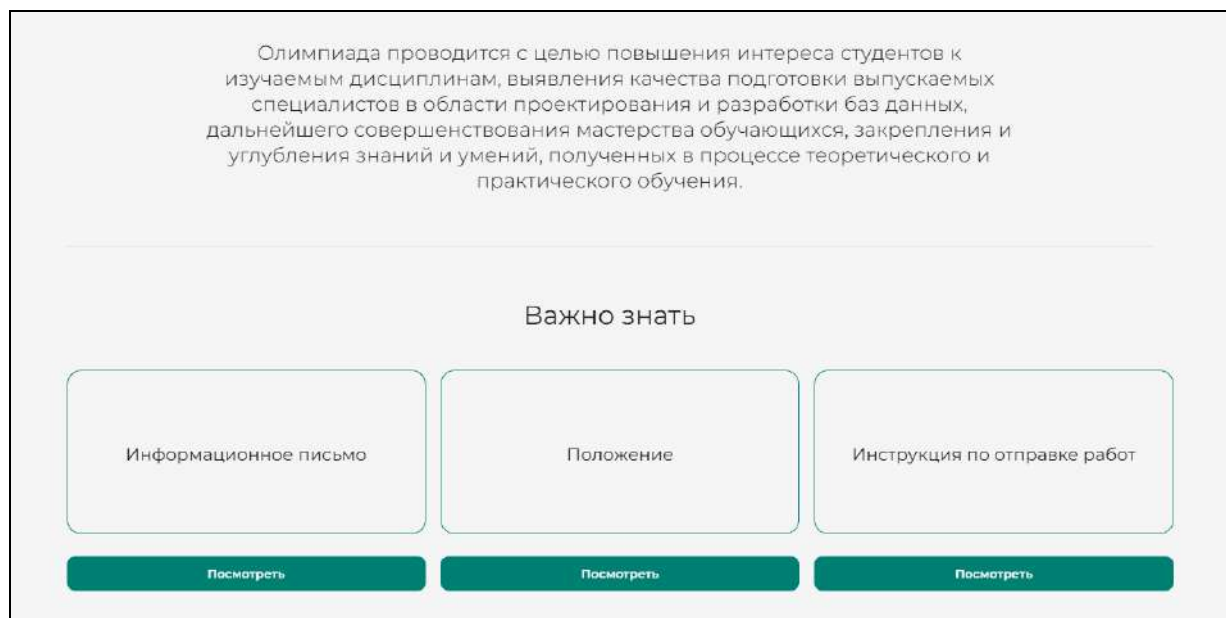 Олимпиада проводится с целью повышения интереса студентов к
изучаемым дисциплинам, выявления качества подготовки выпускаемых
специалистов в области проектирования и разработки баз данных,
дальнейшего совершенствования мастерства обучающихся, закрепления и
углубления знаний и умений, полученных в процессе теоретического и
практического обучения.
Важно знать
Информационное письмо
Положение
Инструкция по отправке работ
Посмотреть
Посмотреть
Посмотреть